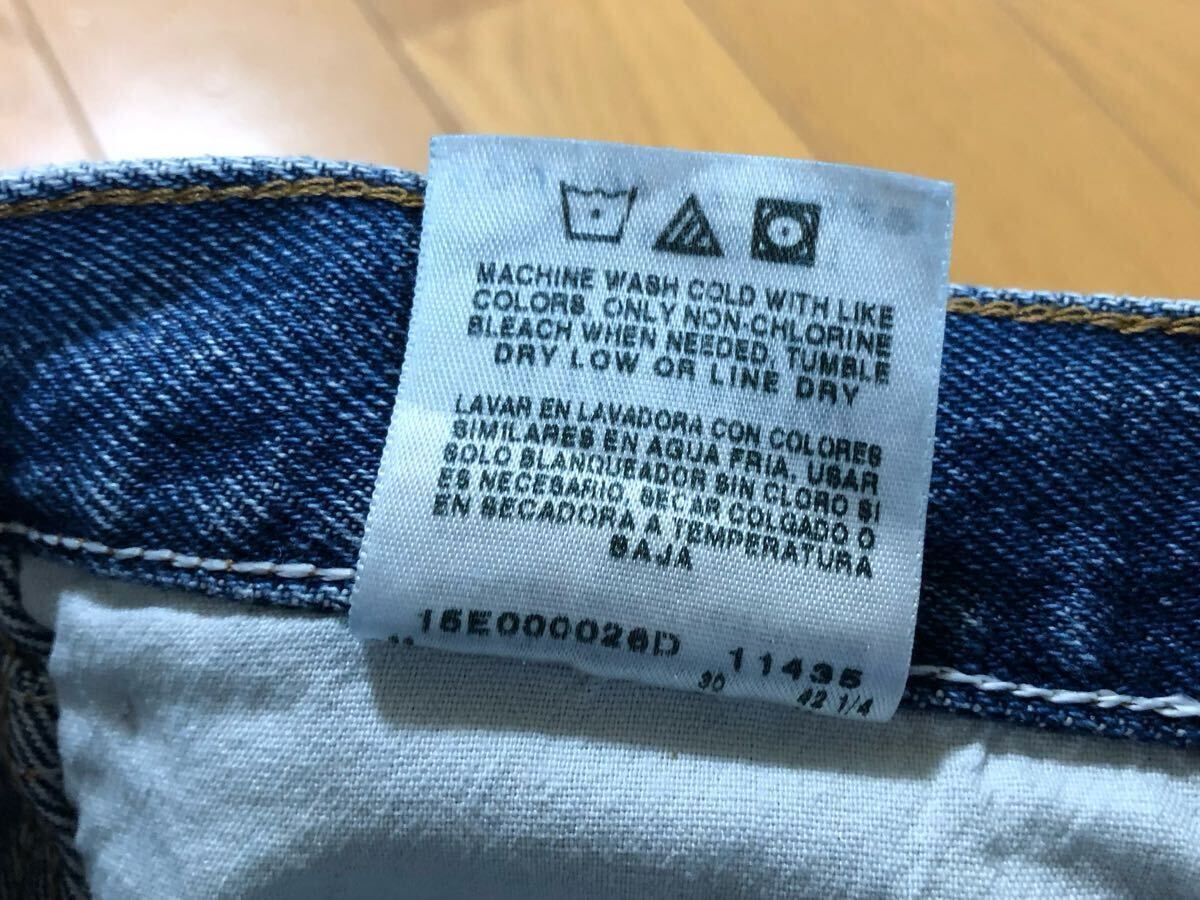 MACHINE WASH COLD WITH LIKE
COLORS. ONLY NON-CHLORINE
BLEACH WHEN NEEDED. TUMBLE
DRY LOW OR LINE DRY
LAVAR EN LAVADORA CON COLORES
SIMILARES EN AGUA FRIA. USAR
SOLO BLANQUEADOR SIN CLORO SI
ES NECESARIO. SECAR COLGADO O
EN SECADORA A TEMPERATURA
BAJA
15E000026D 11435
30 42 1/4